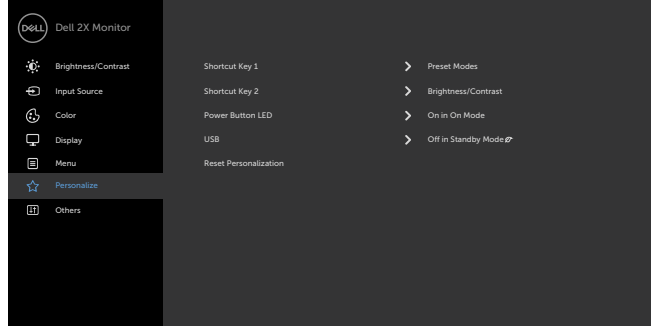 DELL Dell 2X Monitor
Brightness/Contrast
Input Source
Color
Display
Menu
Personalize
Others
Shortcut Key 1 Preset Modes
Shortcut Key 2 Brightness/Contrast
Power Button LED On in On Mode
USB Off in Standby Mode
Reset Personalization